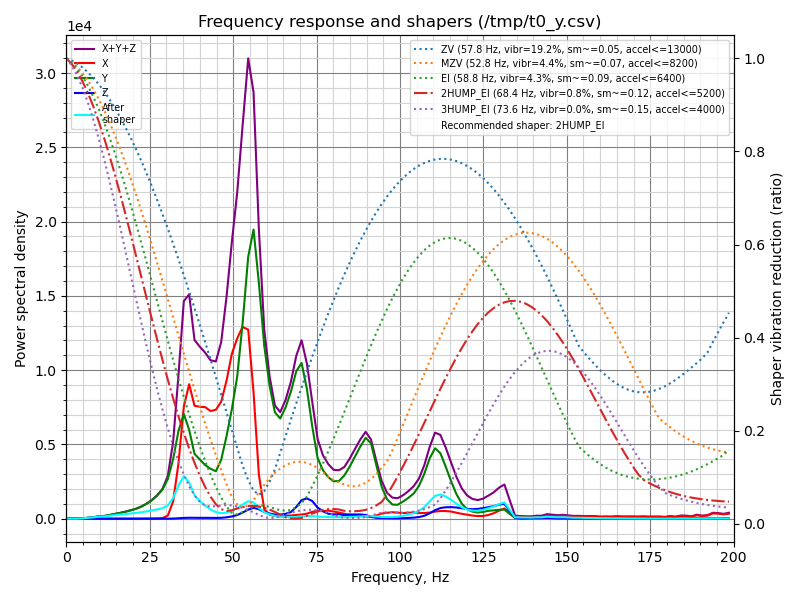 Frequency response and shapers (/tmp/t0_y.csv)
1e4
X+Y+Z
X
Y
Z
After
shaper
ZV (57.8 Hz, vibr=19.2%, sm~=0.05, accel<=13000)
MZV (52.8 Hz, vibr=4.4%, sm~=0.07, accel<=8200)
EI (58.8 Hz, vibr=4.3%, sm~=0.09, accel<=6400)
2HUMP_EI (68.4 Hz, vibr=0.8%, sm~=0.12, accel<=5200)
3HUMP_EI (73.6 Hz, vibr=0.0%, sm~=0.15, accel<=4000)
Recommended shaper: 2HUMP_EI
Power spectral density
3.0
2.5
2.0
1.5
1.0
0.5
0.0
1.0
0.8
0.6
0.4
0.2
0.0
Shaper vibration reduction (ratio)
0 25 50 75 100 125 150 175 200
Frequency, Hz